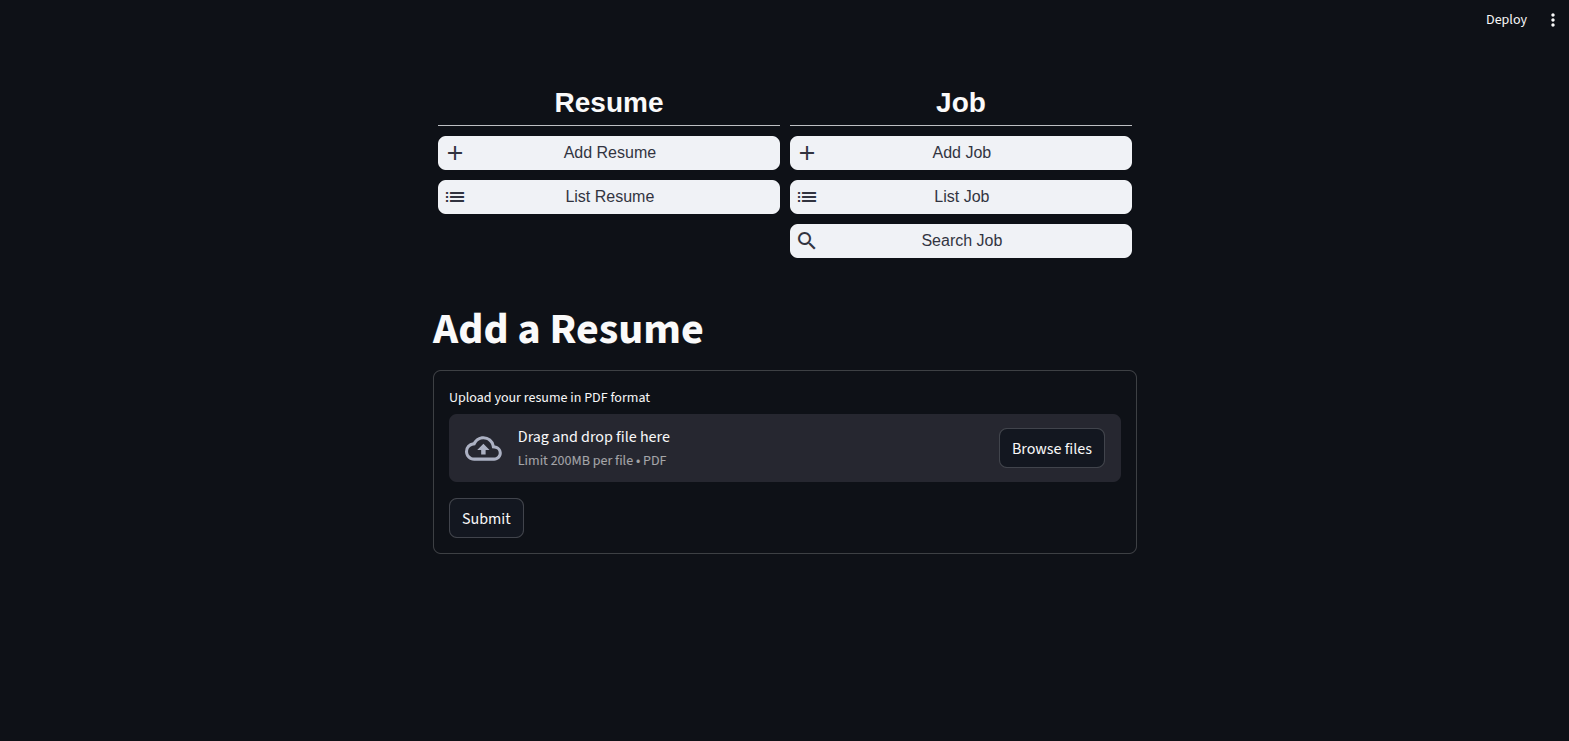 Deploy
Resume
Job
Add Resume
Add Job
List Resume
List Job
Search Job
Add a Resume
Upload your resume in PDF format
Drag and drop file here
Limit 200MB per file • PDF
Browse files
Submit